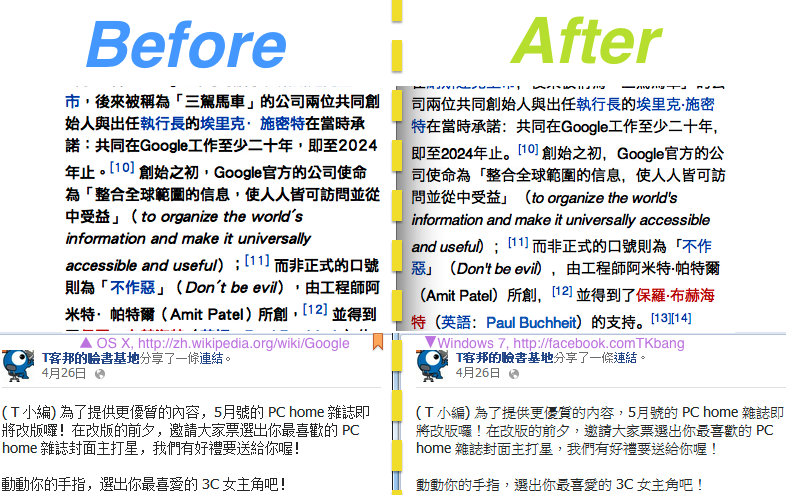 Before
市，後來被稱為「三駕馬車」的公司兩位共同創
始人與出任執行長的埃里克·施密特在當時承
諾：共同在Google工作至少二十年，即至2024
年止。[10] 創始之初，Google官方的公司使命
為「整合全球範圍的信息，使人人皆可訪問並從
中受益」（to organize the world's
information and make it universally
accessible and useful）；[11] 而非正式的口號
則為「不作惡」（Don't be evil），由工程師阿
米特·帕特爾（Amit Patel）所創，[12] 並得到
▲ OS X, http://zh.wikipedia.org/wiki/Google
T客邦的臉書基地分享了一條連結。
4月26日
( T 小編) 為了提供更優質的內容，5月號的 PC home 雜誌即
將改版囉！在改版的前夕，邀請大家票選出你最喜歡的 PC
home 雜誌封面主打星，我們有好禮要送給你喔！
動動你的手指，選出你最喜愛的 3C 女主角吧！
After
司兩位共同創始人與出任執行長的埃里克·施密
特在當時承諾：共同在Google工作至少二十年，
即至2024年止。[10] 創始之初，Google官方的公
司使命為「整合全球範圍的信息，使人人皆可訪
問並從中受益」（to organize the world's
information and make it universally accessible
and useful）；[11] 而非正式的口號則為「不作
惡」（Don't be evil），由工程師阿米特·帕特爾
（Amit Patel）所創，[12] 並得到了保羅·布赫海
特（英語：Paul Buchheit）的支持。[13][14]
▼Windows 7, http://facebook.comTKbang
T客邦的臉書基地分享了一條連結。
4月26日
( T 小編) 為了提供更優質的內容，5月號的 PC home 雜誌即
將改版囉！在改版的前夕，邀請大家票選出你最喜歡的 PC
home 雜誌封面主打星，我們有好禮要送給你喔！
動動你的手指，選出你最喜愛的 3C 女主角吧！